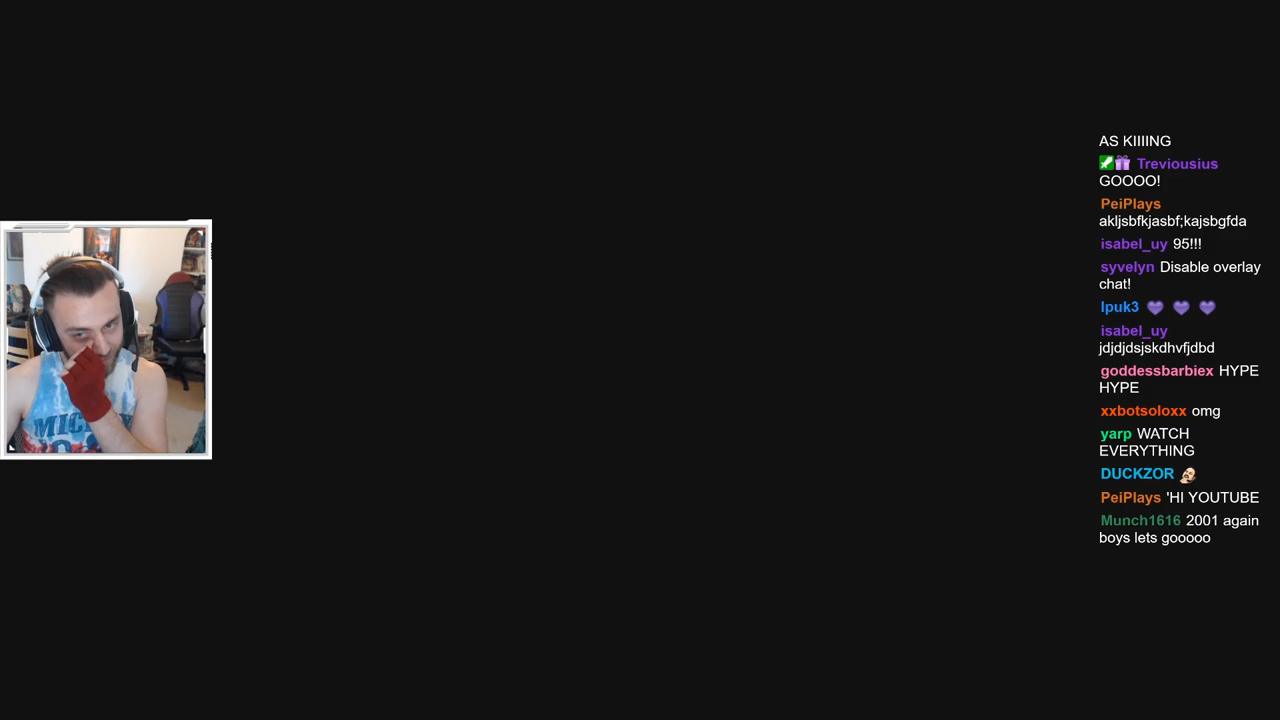 AS KIIIING
Treviousius
GOOOO!
PeiPlays
akljsbfkjasbf;kajsbgfda
isabel_uy 95!!!
syvelyn Disable overlay
chat!
lpuk3
isabel_uy
jdjdjdsjskdhvfjdbd
goddessbarbiex HYPE
HYPE
xxbotsoloxx omg
yarp WATCH
EVERYTHING
DUCKZOR
PeiPlays 'HI YOUTUBE
Munch1616 2001 again
boys lets gooooo